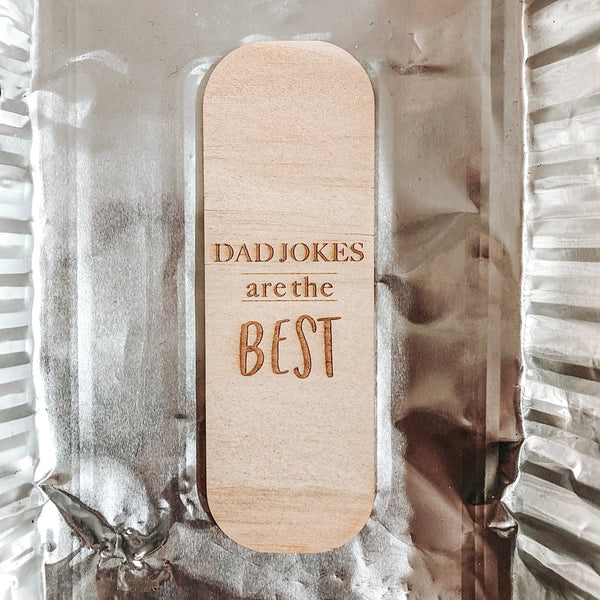 DAD JOKES
are the
BEST